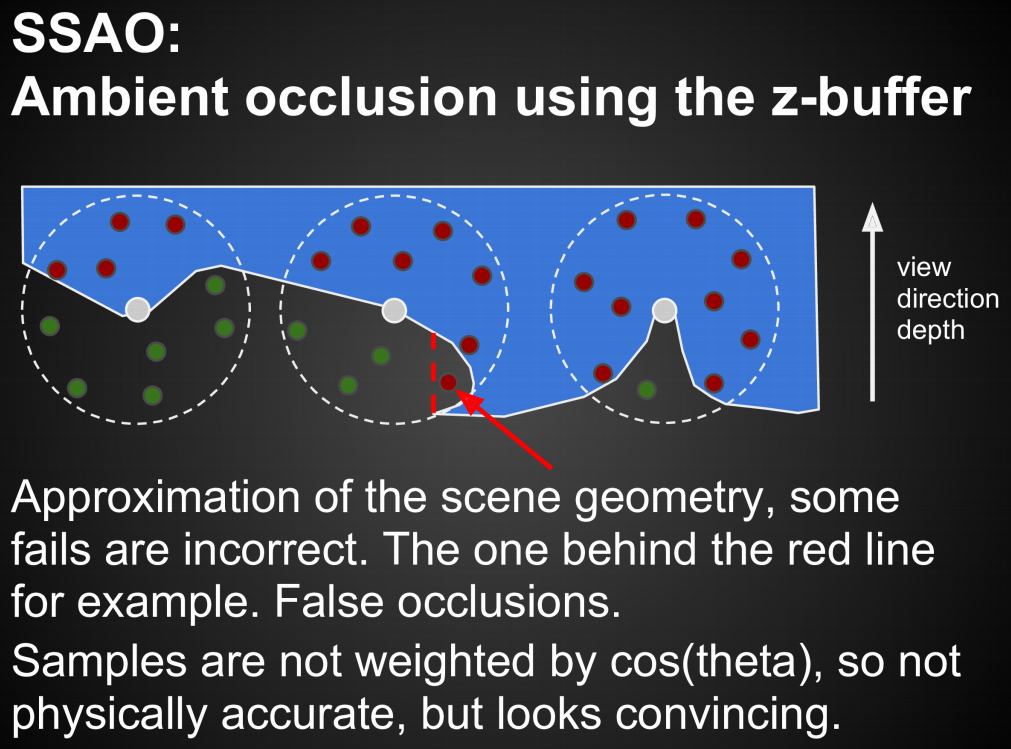 SSAO:
Ambient occlusion using the z-buffer
view
direction
depth
Approximation of the scene geometry, some
fails are incorrect. The one behind the red line
for example. False occlusions.
Samples are not weighted by cos(theta), so not
physically accurate, but looks convincing.